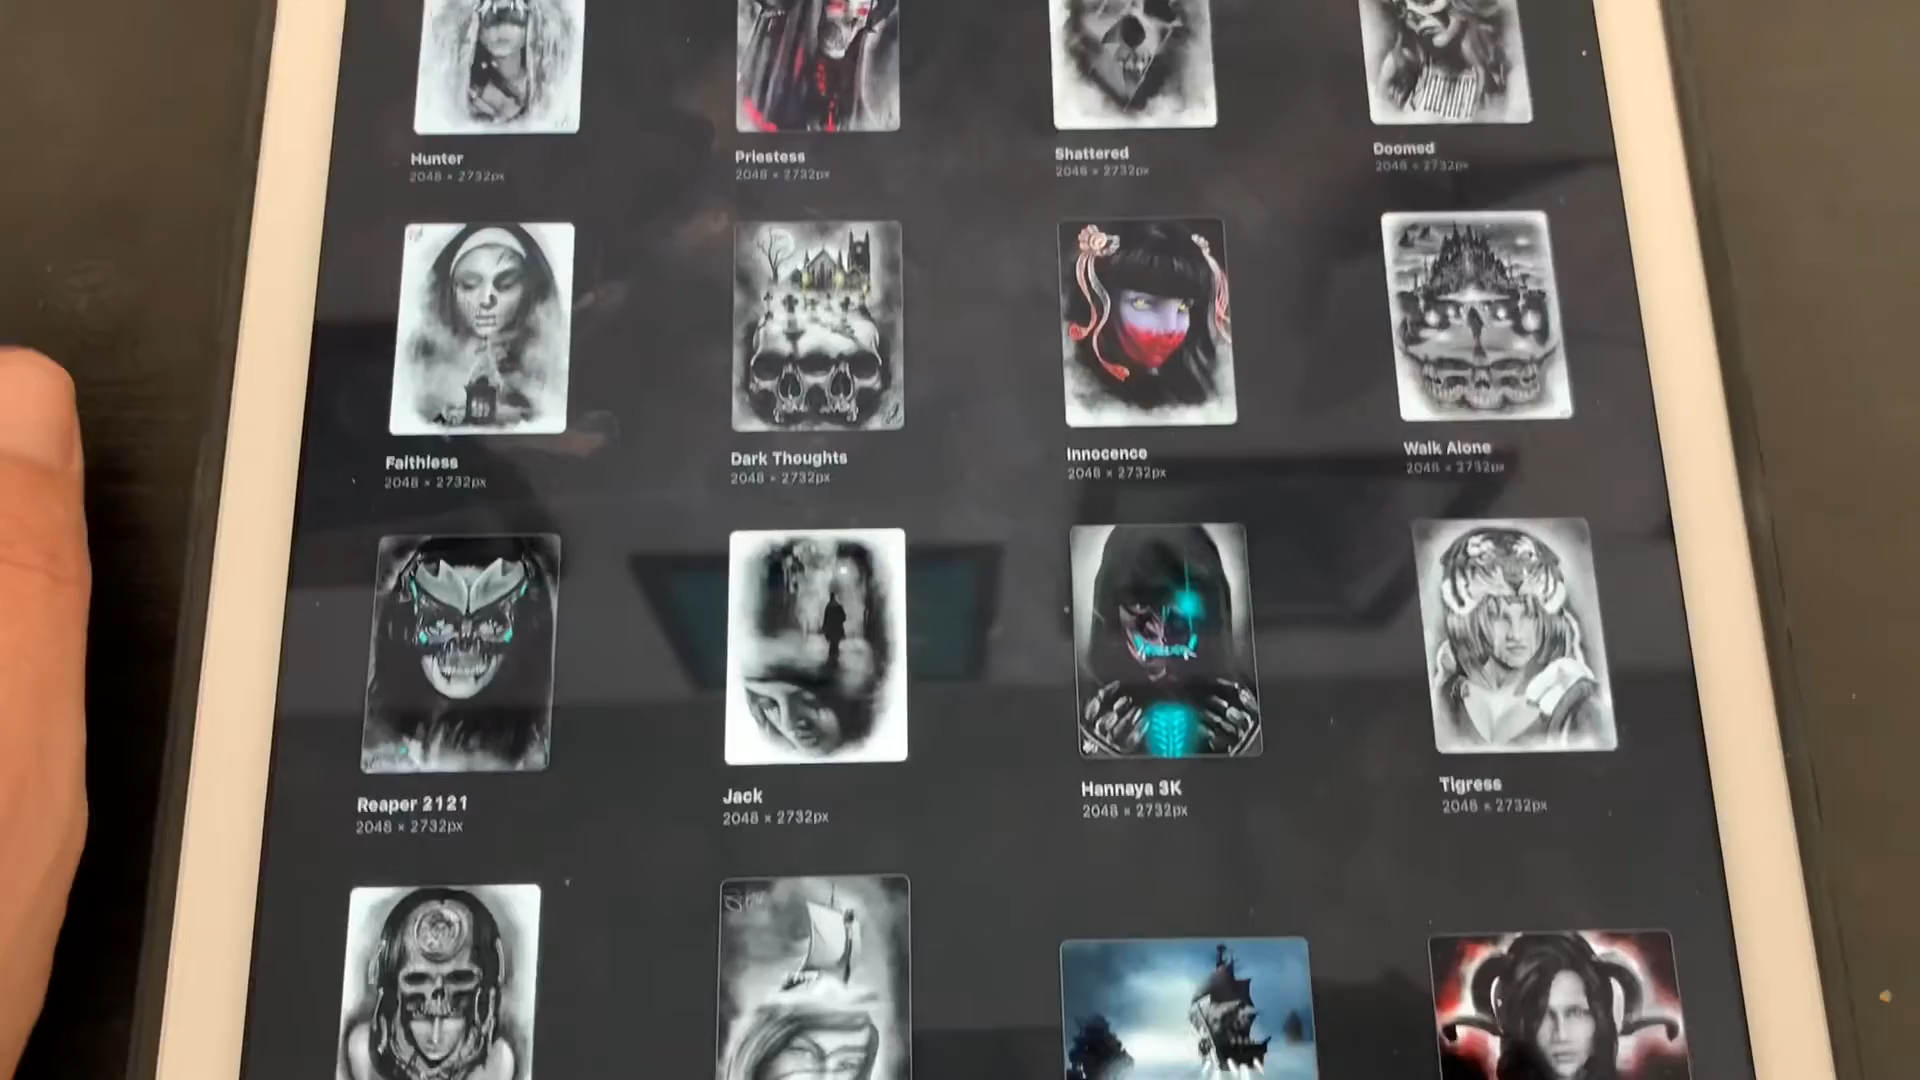 Hunter
2048 × 2732px
Priestess
2048 × 2732px
Shattered
2048 × 2732px
Doomed
2048 × 2732px
Faithless
2048 × 2732px
Dark Thoughts
2048 × 2732px
Innocence
2048 × 2732px
Walk Alone
2048 × 2732px
Reaper 2121
2048 × 2732px
Jack
2048 × 2732px
Hannaya 3K
2048 × 2732px
Tigress
2048 × 2732px